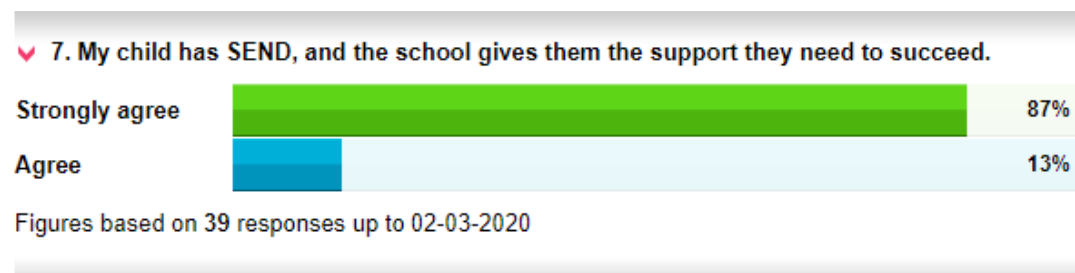 7. My child has SEND, and the school gives them the support they need to succeed.
Strongly agree 87%
Agree 13%
Figures based on 39 responses up to 02-03-2020